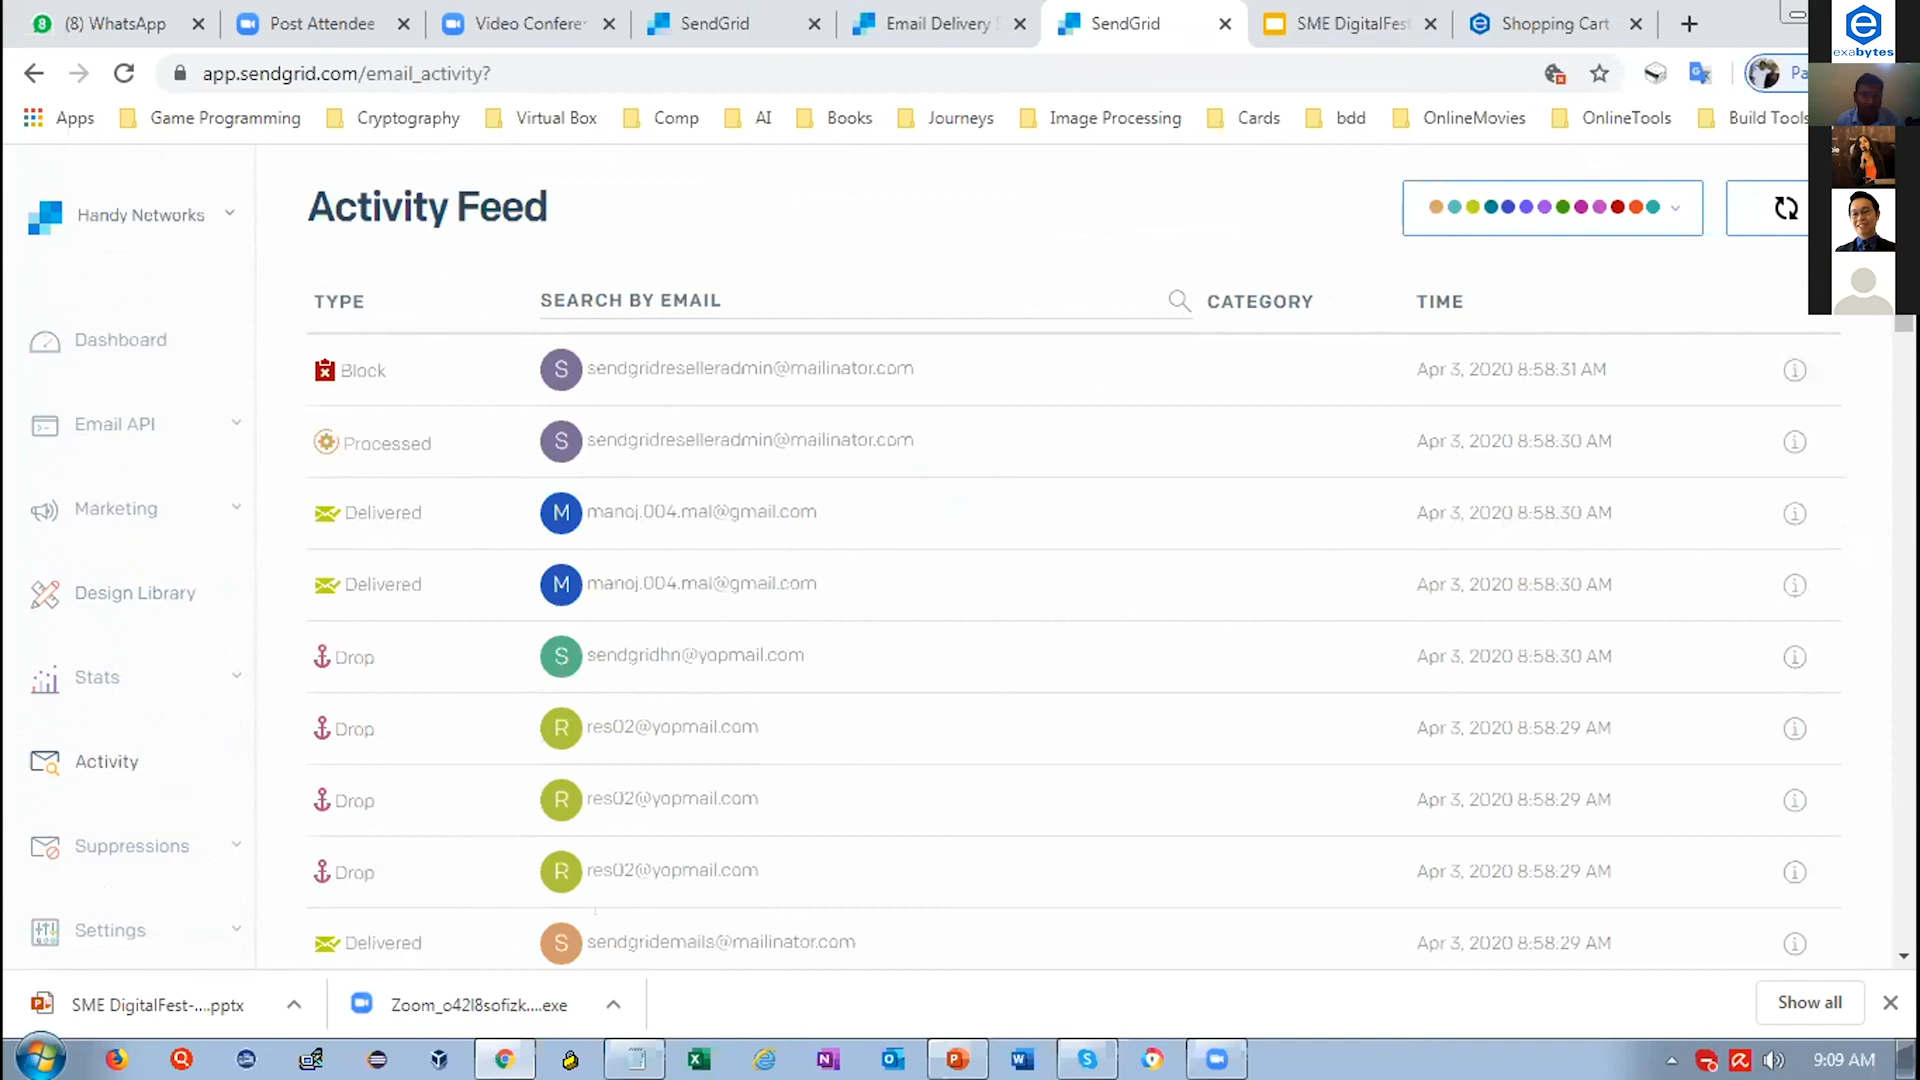 (8) WhatsApp
Post Attendee
Video Confere
SendGrid
Email Delivery S
SendGrid
SME DigitalFest
Shopping Cart
exabytes
app.sendgrid.com/email_activity?
Pa
Apps
Game Programming
Cryptography
Virtual Box
Comp
AI
Books
Journeys
Image Processing
Cards
bdd
OnlineMovies
OnlineTools
Build Tools
Handy Networks
Activity Feed
TYPE SEARCH BY EMAIL CATEGORY TIME
Dashboard
Email API
Marketing
Design Library
Stats
Activity
Suppressions
Settings
Block S sendgridreselleradmin@mailinator.com Apr 3, 2020 8:58:31 AM
Processed S sendgridreselleradmin@mailinator.com Apr 3, 2020 8:58:30 AM
Delivered M manoj.004.mal@gmail.com Apr 3, 2020 8:58:30 AM
Delivered M manoj.004.mal@gmail.com Apr 3, 2020 8:58:30 AM
Drop S sendgridhn@yopmail.com Apr 3, 2020 8:58:30 AM
Drop R res02@yopmail.com Apr 3, 2020 8:58:29 AM
Drop R res02@yopmail.com Apr 3, 2020 8:58:29 AM
Drop R res02@yopmail.com Apr 3, 2020 8:58:29 AM
Delivered S sendgridemails@mailinator.com Apr 3, 2020 8:58:29 AM
SME DigitalFest-....pptx
Zoom_o42l8sofizk....exe
Show all
9:09 AM